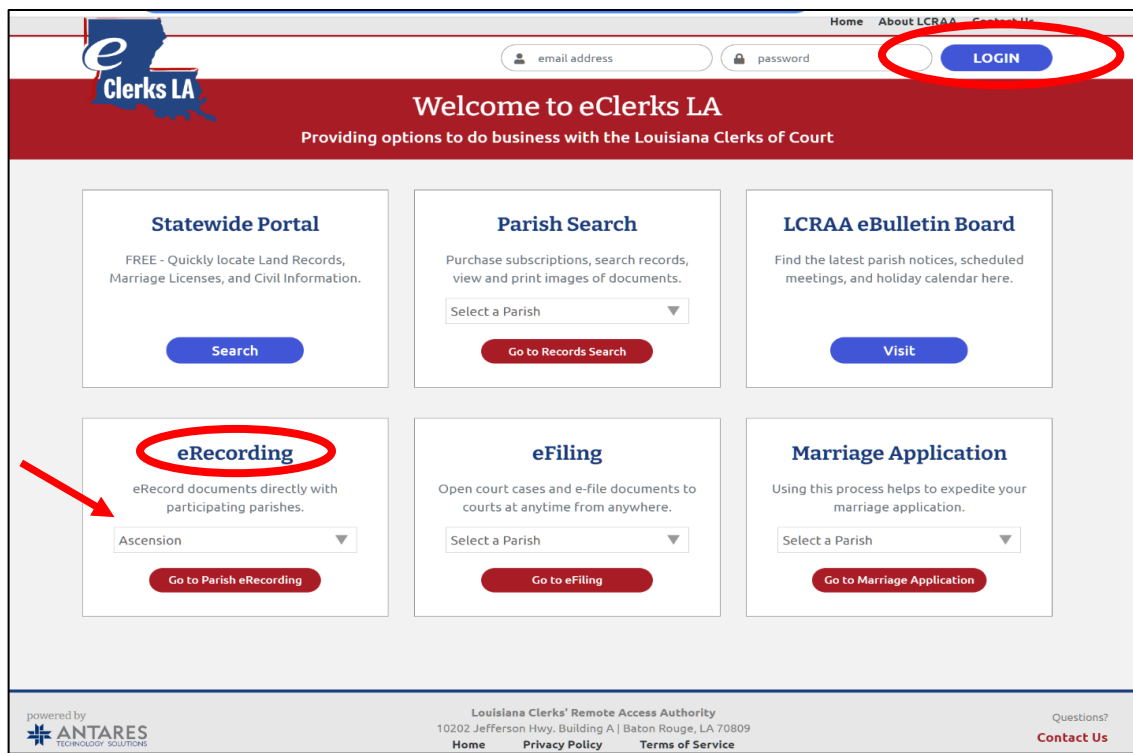 Home About LCRAA Contact Us
e
Clerks LA
email address
password
LOGIN
Welcome to eClerks LA
Providing options to do business with the Louisiana Clerks of Court
Statewide Portal
FREE - Quickly locate Land Records,
Marriage Licenses, and Civil Information.
Search
Parish Search
Purchase subscriptions, search records,
view and print images of documents.
Select a Parish
Go to Records Search
LCRAA eBulletin Board
Find the latest parish notices, scheduled
meetings, and holiday calendar here.
Visit
eRecording
eRecord documents directly with
participating parishes.
Ascension
Go to Parish eRecording
eFiling
Open court cases and e-file documents to
courts at anytime from anywhere.
Select a Parish
Go to eFiling
Marriage Application
Using this process helps to expedite your
marriage application.
Select a Parish
Go to Marriage Application
powered by
ANTARES
TECHNOLOGY SOLUTIONS
Louisiana Clerks' Remote Access Authority
10202 Jefferson Hwy. Building A | Baton Rouge, LA 70809
Home Privacy Policy Terms of Service
Questions?
Contact Us